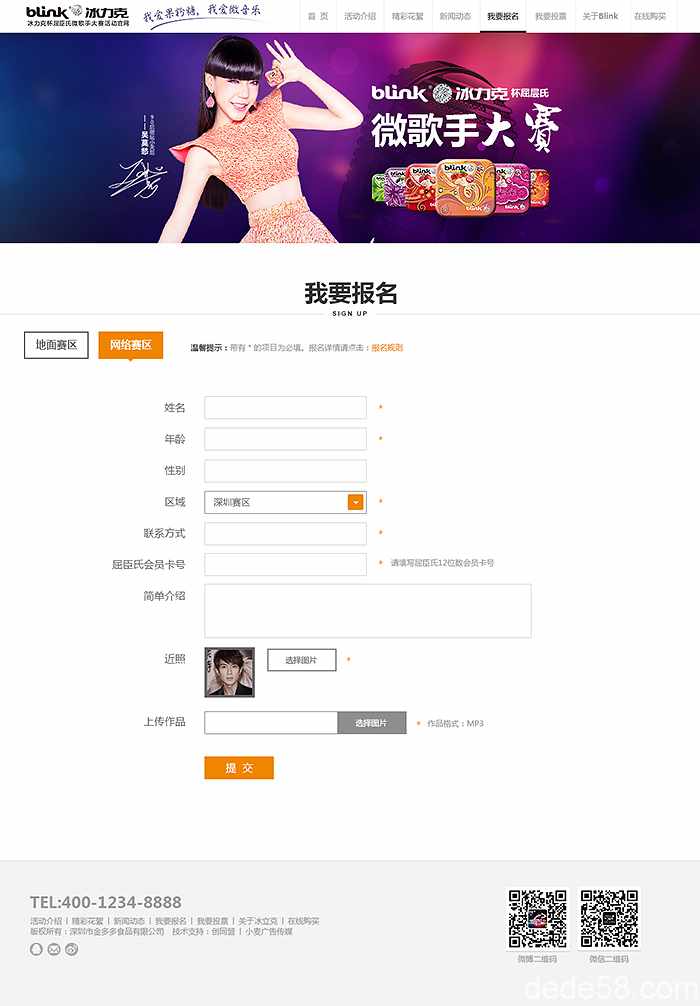 blink 冰力克
冰力克杯屈臣氏微歌手大赛活动官网
我爱果药糖，我爱微音乐
首 页 活动介绍 精彩花絮 新闻动态 我要报名 我要投票 关于Blink 在线购买
blink 冰力克 杯屈臣氏
微歌手大赛
——吴莫愁
blink
我要报名
SIGN UP
地面赛区 网络赛区 温馨提示：带有 * 的项目为必填。报名详情请点击：报名规则
姓名 *
年龄 *
性别
区域 深圳赛区 *
联系方式 *
屈臣氏会员卡号 * 请填写屈臣氏12位数会员卡号
简单介绍
近照 选择图片 *
上传作品 选择图片 * 作品格式：MP3
提 交
TEL:400-1234-8888
活动介绍 | 精彩花絮 | 新闻动态 | 我要报名 | 我要投票 | 关于冰立克 | 在线购买
版权所有：深圳市金多多食品有限公司 技术支持：创同盟 | 小麦广告传媒
微博二维码 微信二维码
dede58.com